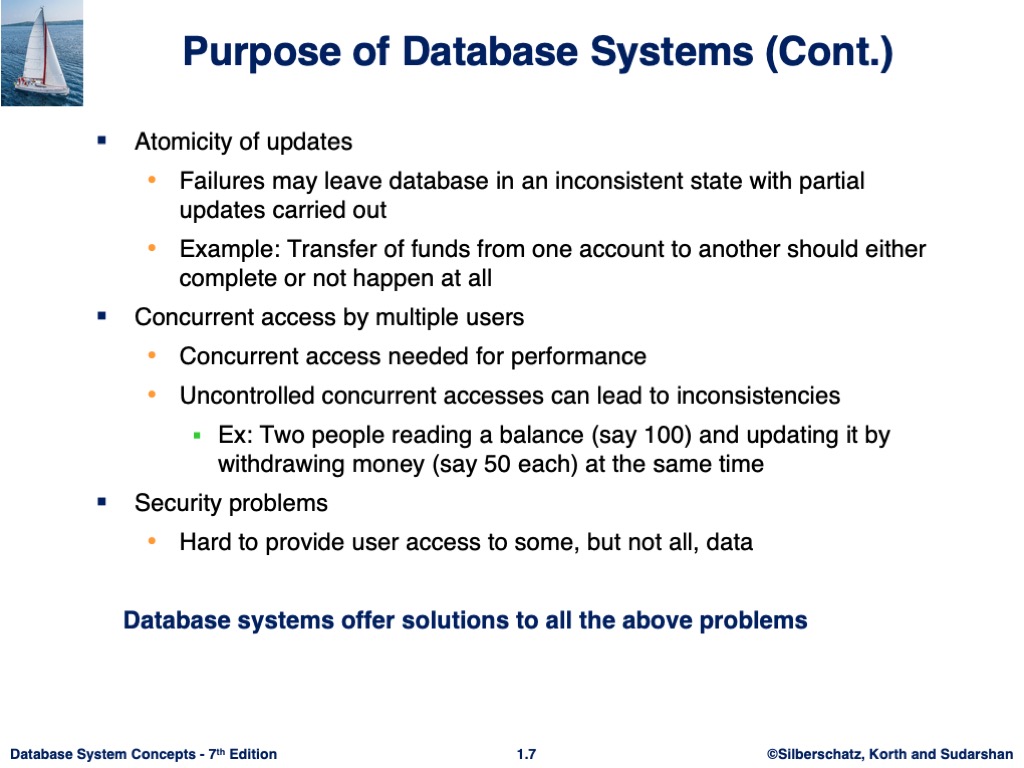 Purpose of Database Systems (Cont.)
▪ Atomicity of updates
• Failures may leave database in an inconsistent state with partial
updates carried out
• Example: Transfer of funds from one account to another should either
complete or not happen at all
▪ Concurrent access by multiple users
• Concurrent access needed for performance
• Uncontrolled concurrent accesses can lead to inconsistencies
▪ Ex: Two people reading a balance (say 100) and updating it by
withdrawing money (say 50 each) at the same time
▪ Security problems
• Hard to provide user access to some, but not all, data
Database systems offer solutions to all the above problems
Database System Concepts - 7th Edition
1.7
©Silberschatz, Korth and Sudarshan